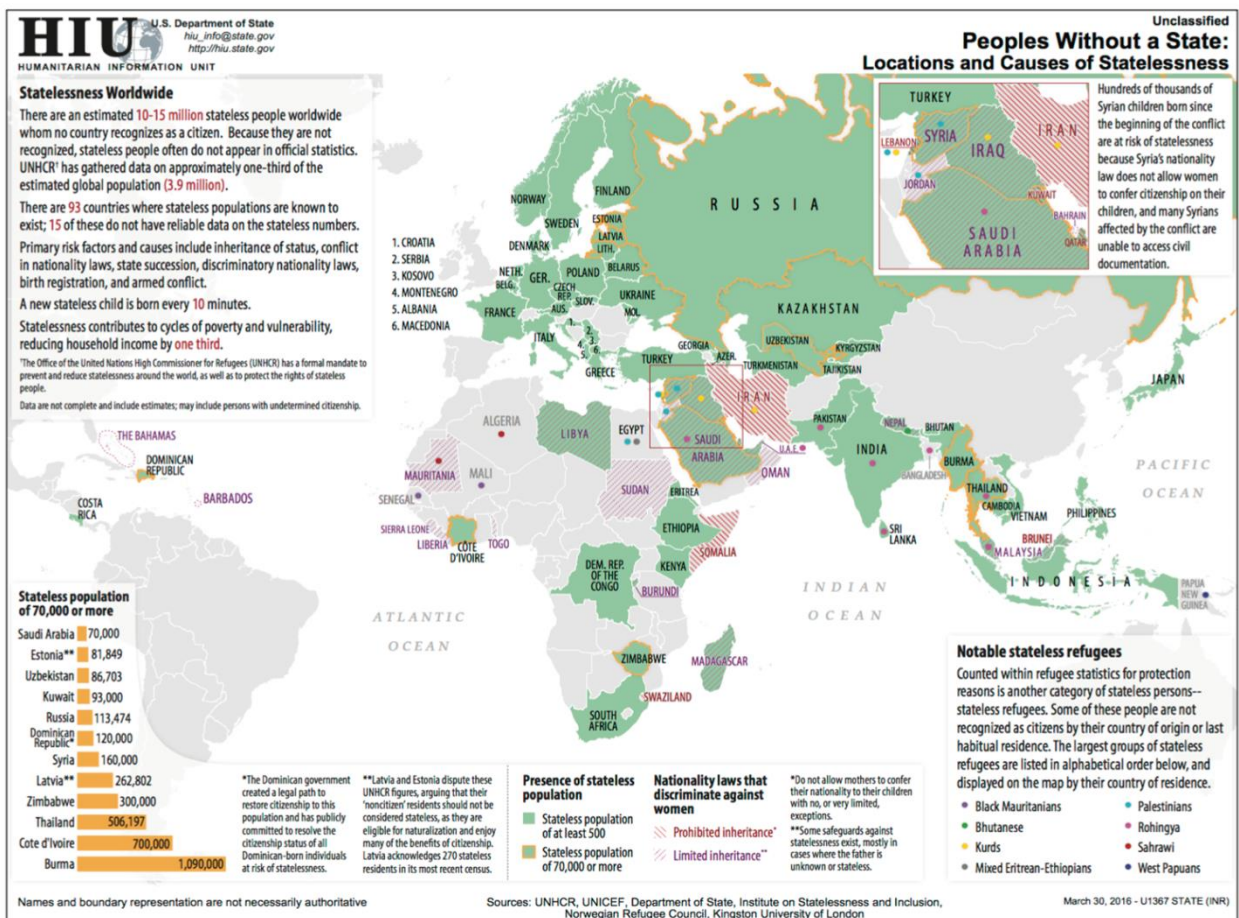 HIU
U.S. Department of State
hiu_info@state.gov
http://hiu.state.gov
HUMANITARIAN INFORMATION UNIT
Unclassified
Peoples Without a State:
Locations and Causes of Statelessness
Statelessness Worldwide
There are an estimated 10-15 million stateless people worldwide
whom no country recognizes as a citizen. Because they are not
recognized, stateless people often do not appear in official statistics.
UNHCR† has gathered data on approximately one-third of the
estimated global population (3.9 million).
There are 93 countries where stateless populations are known to
exist; 15 of these do not have reliable data on the stateless numbers.
Primary risk factors and causes include inheritance of status, conflict
in nationality laws, state succession, discriminatory nationality laws,
birth registration, and armed conflict.
A new stateless child is born every 10 minutes.
Statelessness contributes to cycles of poverty and vulnerability,
reducing household income by one third.
†The Office of the United Nations High Commissioner for Refugees (UNHCR) has a formal mandate to
prevent and reduce statelessness around the world, as well as to protect the rights of stateless
people.
Data are not complete and include estimates; may include persons with undetermined citizenship.
TURKEY
SYRIA
LEBANON
IRAQ
IRAN
JORDAN
KUWAIT
BAHRAIN
SAUDI
ARABIA
QATAR
Hundreds of thousands of
Syrian children born since
the beginning of the conflict
are at risk of statelessness
because Syria's nationality
law does not allow women
to confer citizenship on their
children, and many Syrians
affected by the conflict are
unable to access civil
documentation.
1. CROATIA
2. SERBIA
3. KOSOVO
4. MONTENEGRO
5. ALBANIA
6. MACEDONIA
NORWAY
SWEDEN
FINLAND
ESTONIA
LATVIA
LITH.
DENMARK
RUSSIA
NETH.
BELG.
GER.
POLAND
BELARUS
CZECH
REP.
SLOV.
UKRAINE
FRANCE
AUS.
MOL.
ITALY
1.
2.
3.
4.
5.
6.
GREECE
KAZAKHSTAN
GEORGIA
AZER.
UZBEKISTAN
KYRGYZSTAN
TURKMENISTAN
TAJIKISTAN
TURKEY
JAPAN
IRAN
ALGERIA
LIBYA
EGYPT
SAUDI
ARABIA
U.A.E.
OMAN
PAKISTAN
NEPAL
BHUTAN
INDIA
BANGLADESH
BURMA
THAILAND
CAMBODIA
VIETNAM
PHILIPPINES
PACIFIC
OCEAN
THE BAHAMAS
DOMINICAN
REPUBLIC
BARBADOS
COSTA
RICA
MAURITANIA
MALI
SENEGAL
SIERRA LEONE
LIBERIA
CÔTE
D'IVOIRE
TOGO
SUDAN
ERITREA
ETHIOPIA
SOMALIA
KENYA
DEM. REP.
OF THE
CONGO
BURUNDI
SRI
LANKA
BRUNEI
MALAYSIA
INDONESIA
PAPUA
NEW
GUINEA
ATLANTIC
OCEAN
INDIAN
OCEAN
ZIMBABWE
MADAGASCAR
SWAZILAND
SOUTH
AFRICA
Stateless population
of 70,000 or more
Saudi Arabia 70,000
Estonia** 81,849
Uzbekistan 86,703
Kuwait 93,000
Russia 113,474
Dominican
Republic* 120,000
Syria 160,000
Latvia** 262,802
Zimbabwe 300,000
Thailand 506,197
Cote d'Ivoire 700,000
Burma 1,090,000
*The Dominican government
created a legal path to
restore citizenship to this
population and has publicly
committed to resolve the
citizenship status of all
Dominican-born individuals
at risk of statelessness.
**Latvia and Estonia dispute these
UNHCR figures, arguing that their
'noncitizen' residents should not be
considered stateless, as they are
eligible for naturalization and enjoy
many of the benefits of citizenship.
Latvia acknowledges 270 stateless
residents in its most recent census.
Presence of stateless
population
Stateless population
of at least 500
Stateless population
of 70,000 or more
Nationality laws that
discriminate against
women
Prohibited inheritance*
Limited inheritance**
*Do not allow mothers to confer
their nationality to their children
with no, or very limited,
exceptions.
**Some safeguards against
statelessness exist, mostly in
cases where the father is
unknown or stateless.
Notable stateless refugees
Counted within refugee statistics for protection
reasons is another category of stateless persons--
stateless refugees. Some of these people are not
recognized as citizens by their country of origin or last
habitual residence. The largest groups of stateless
refugees are listed in alphabetical order below, and
displayed on the map by their country of residence.
Black Mauritanians
Bhutanese
Kurds
Mixed Eritrean-Ethiopians
Palestinians
Rohingya
Sahrawi
West Papuans
Names and boundary representation are not necessarily authoritative
Sources: UNHCR, UNICEF, Department of State, Institute on Statelessness and Inclusion,
Norwegian Refugee Council, Kingston University of London
March 30, 2016 - U1367 STATE (INR)